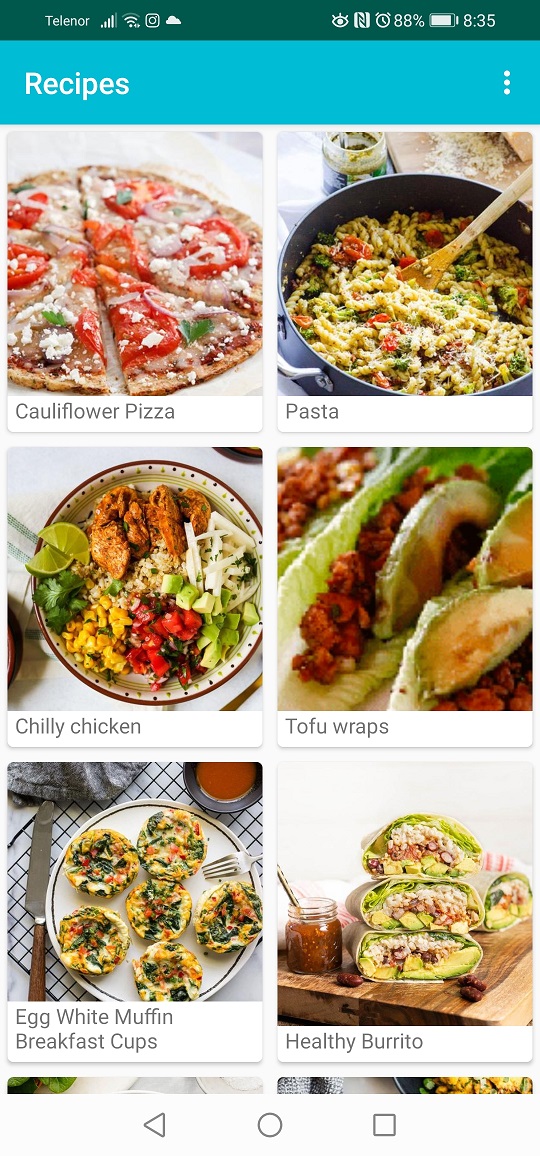 Telenor 88% 8:35
Recipes
Cauliflower Pizza
Pasta
Chilly chicken
Tofu wraps
Egg White Muffin
Breakfast Cups
Healthy Burrito